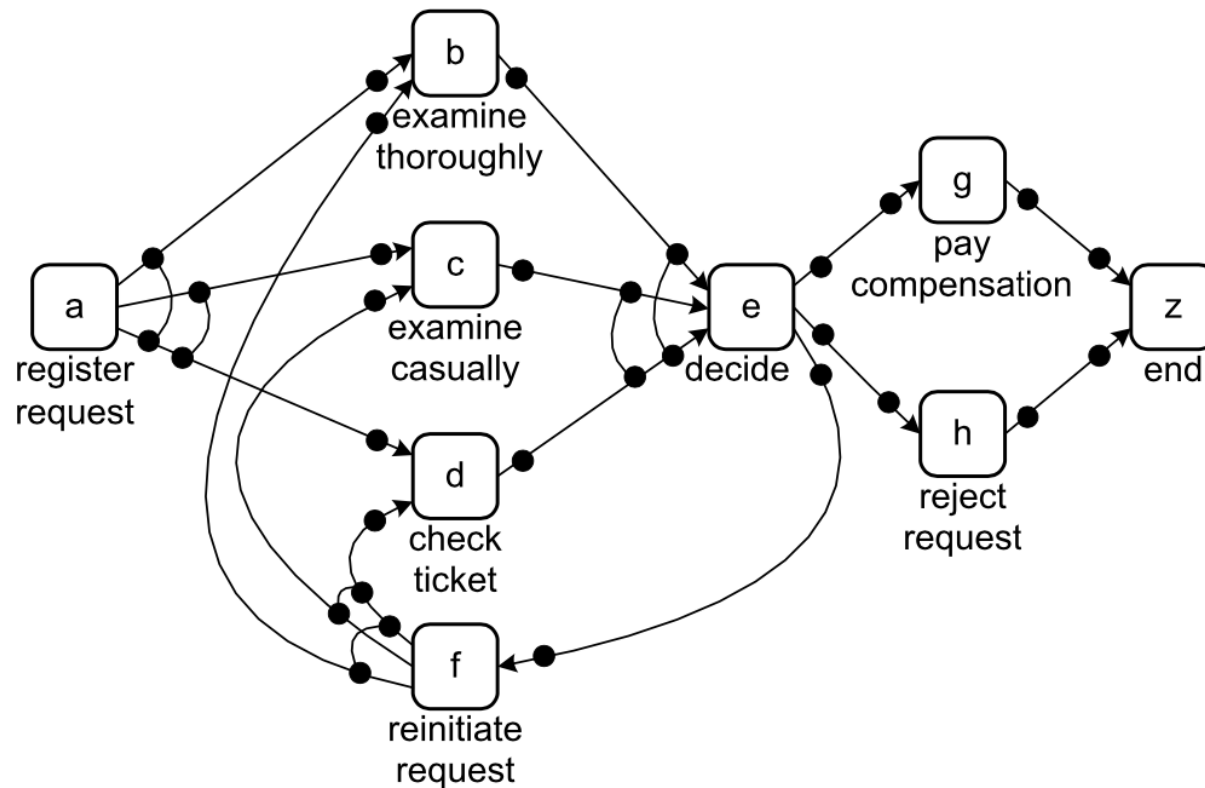 b
examine
thoroughly
a
register
request
c
examine
casually
d
check
ticket
f
reinitiate
request
e
decide
g
pay
compensation
h
reject
request
z
end